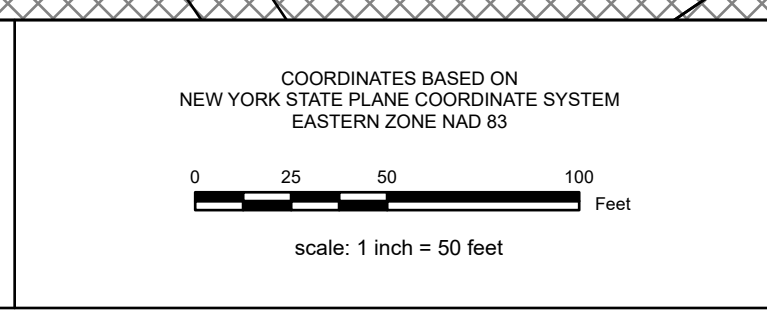 COORDINATES BASED ON
NEW YORK STATE PLANE COORDINATE SYSTEM
EASTERN ZONE NAD 83
0 25 50 100
Feet
scale: 1 inch = 50 feet